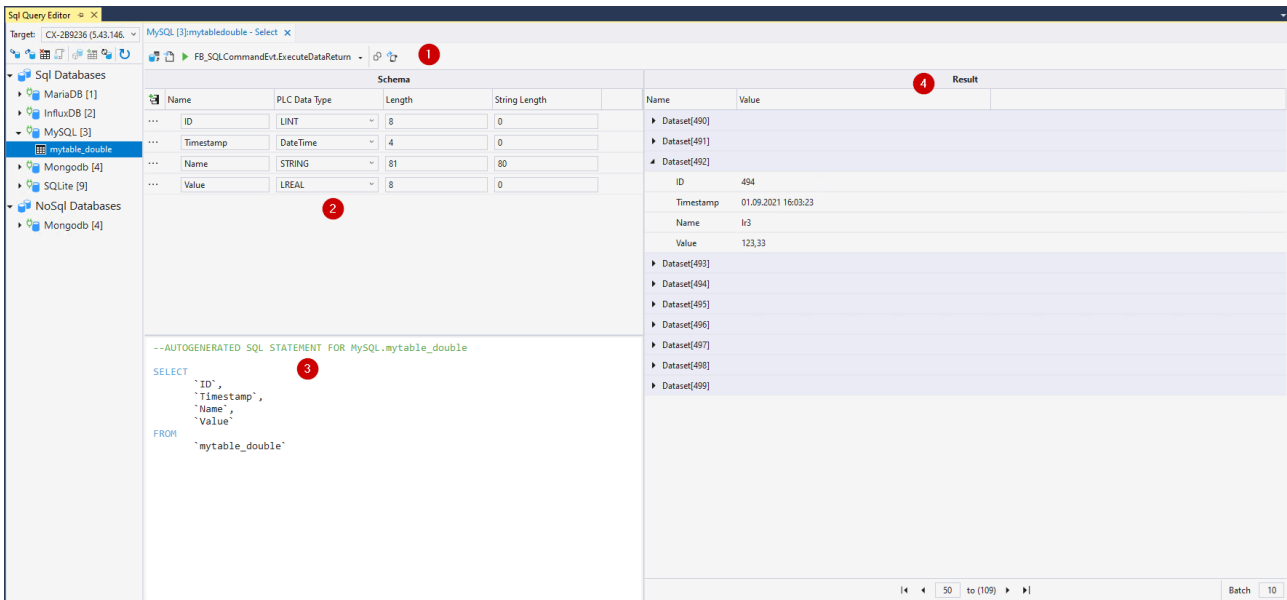 Sql Query Editor
Target: CX-2B9236 (5.43.146.
MySQL [3]:mytabledouble - Select
FB_SQLCommandEvt.ExecuteDataReturn
1
Sql Databases
MariaDB [1]
InfluxDB [2]
MySQL [3]
mytable_double
Mongodb [4]
SQLite [9]
NoSql Databases
Mongodb [4]
Schema
Name PLC Data Type Length String Length
ID LINT 8 0
Timestamp DateTime 4 0
Name STRING 81 80
Value LREAL 8 0
2
--AUTOGENERATED SQL STATEMENT FOR MySQL.mytable_double
3
SELECT
`ID`,
`Timestamp`,
`Name`,
`Value`
FROM
`mytable_double`
4
Result
Name Value
Dataset[490]
Dataset[491]
Dataset[492]
ID 494
Timestamp 01.09.2021 16:03:23
Name lr3
Value 123,33
Dataset[493]
Dataset[494]
Dataset[495]
Dataset[496]
Dataset[497]
Dataset[498]
Dataset[499]
50 to (109)
Batch 10